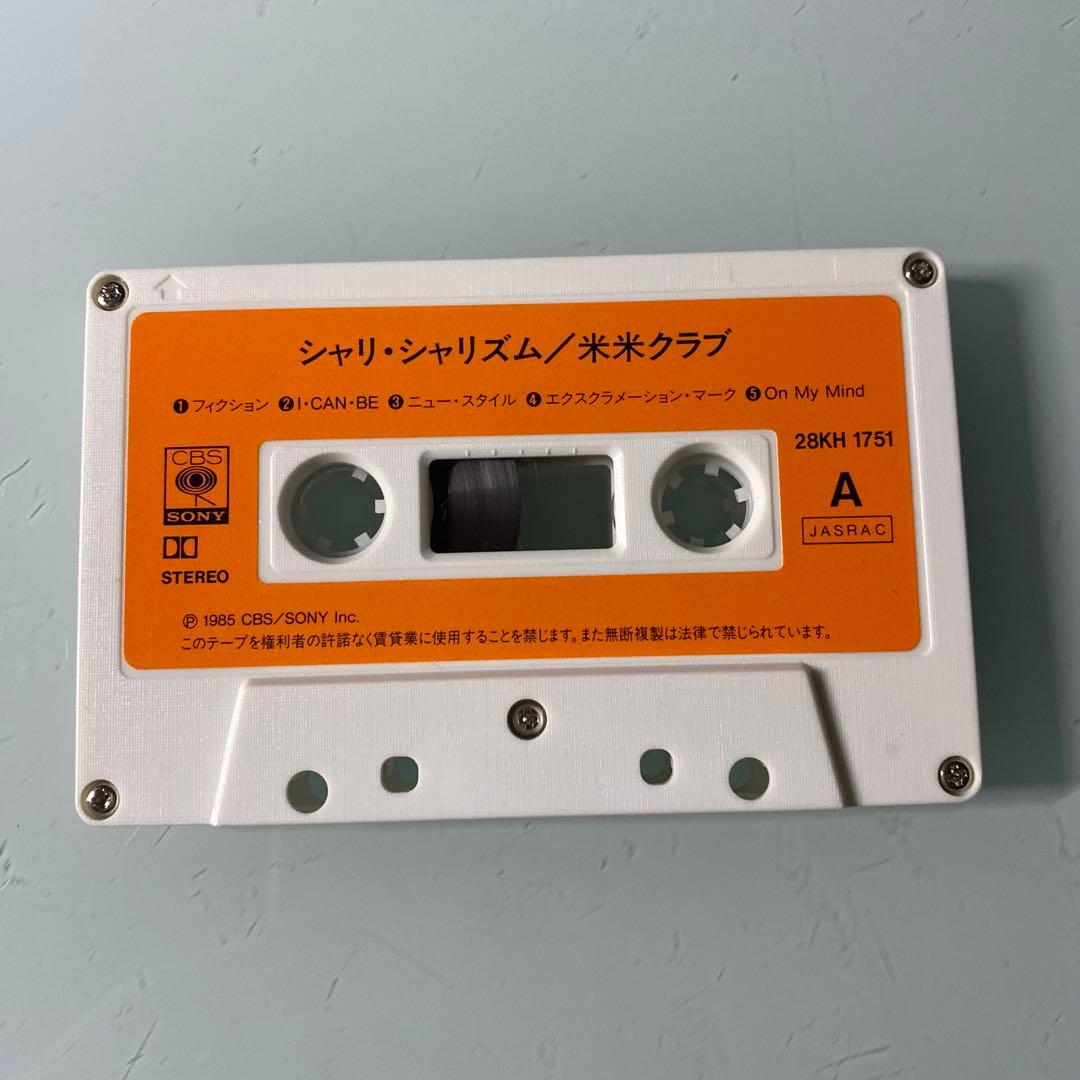 シャリ・シャリズム/米米クラブ
❶フィクション ❷I・CAN・BE ❸ニュー・スタイル ❹エクスクラメーション・マーク ❺On My Mind
28KH 1751
CBS
SONY
A
JASRAC
STEREO
Ⓟ 1985 CBS/SONY Inc.
このテープを権利者の許諾なく賃貸業に使用することを禁じます。また無断複製は法律で禁じられています。